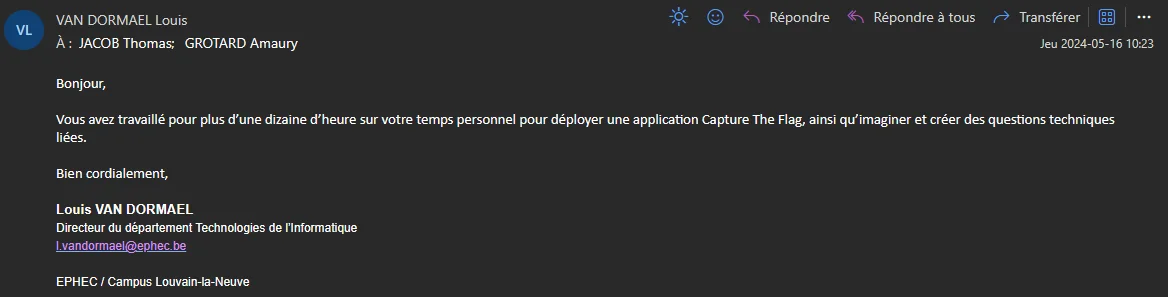 VL
VAN DORMAEL Louis
Répondre
Répondre à tous
Transférer
À : JACOB Thomas; GROTARD Amaury
Jeu 2024-05-16 10:23
Bonjour,
Vous avez travaillé pour plus d’une dizaine d’heure sur votre temps personnel pour déployer une application Capture The Flag, ainsi qu’imaginer et créer des questions techniques
liées.
Bien cordialement,
Louis VAN DORMAEL
Directeur du département Technologies de l’Informatique
l.vandormael@ephec.be
EPHEC / Campus Louvain-la-Neuve